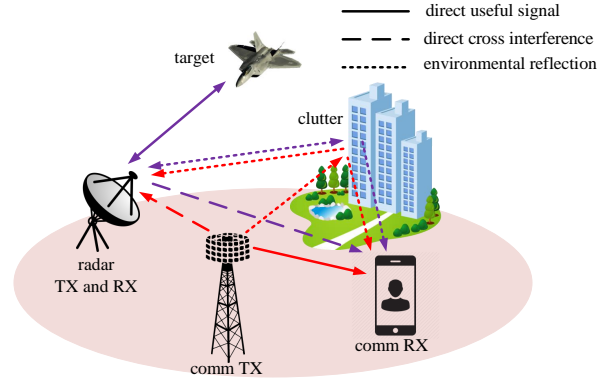 direct useful signal
direct cross interference
environmental reflection
target
clutter
radar
TX and RX
comm TX
comm RX